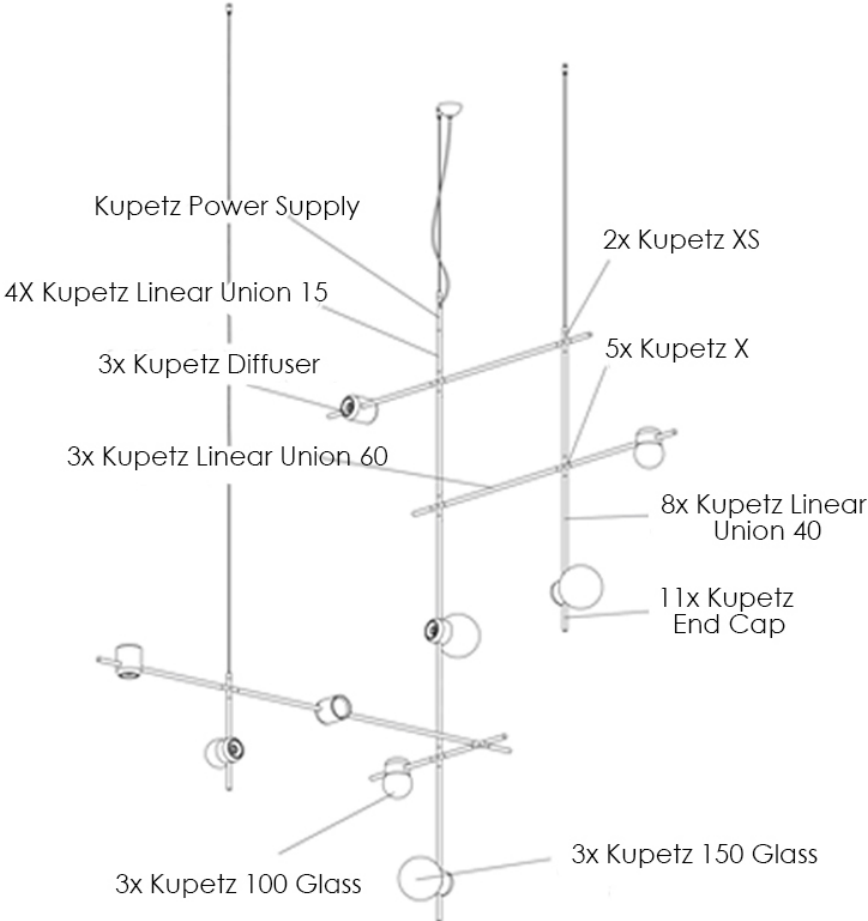 Kupetz Power Supply
2x Kupetz XS
4X Kupetz Linear Union 15
5x Kupetz X
3x Kupetz Diffuser
3x Kupetz Linear Union 60
8x Kupetz Linear
Union 40
11x Kupetz
End Cap
3x Kupetz 150 Glass
3x Kupetz 100 Glass